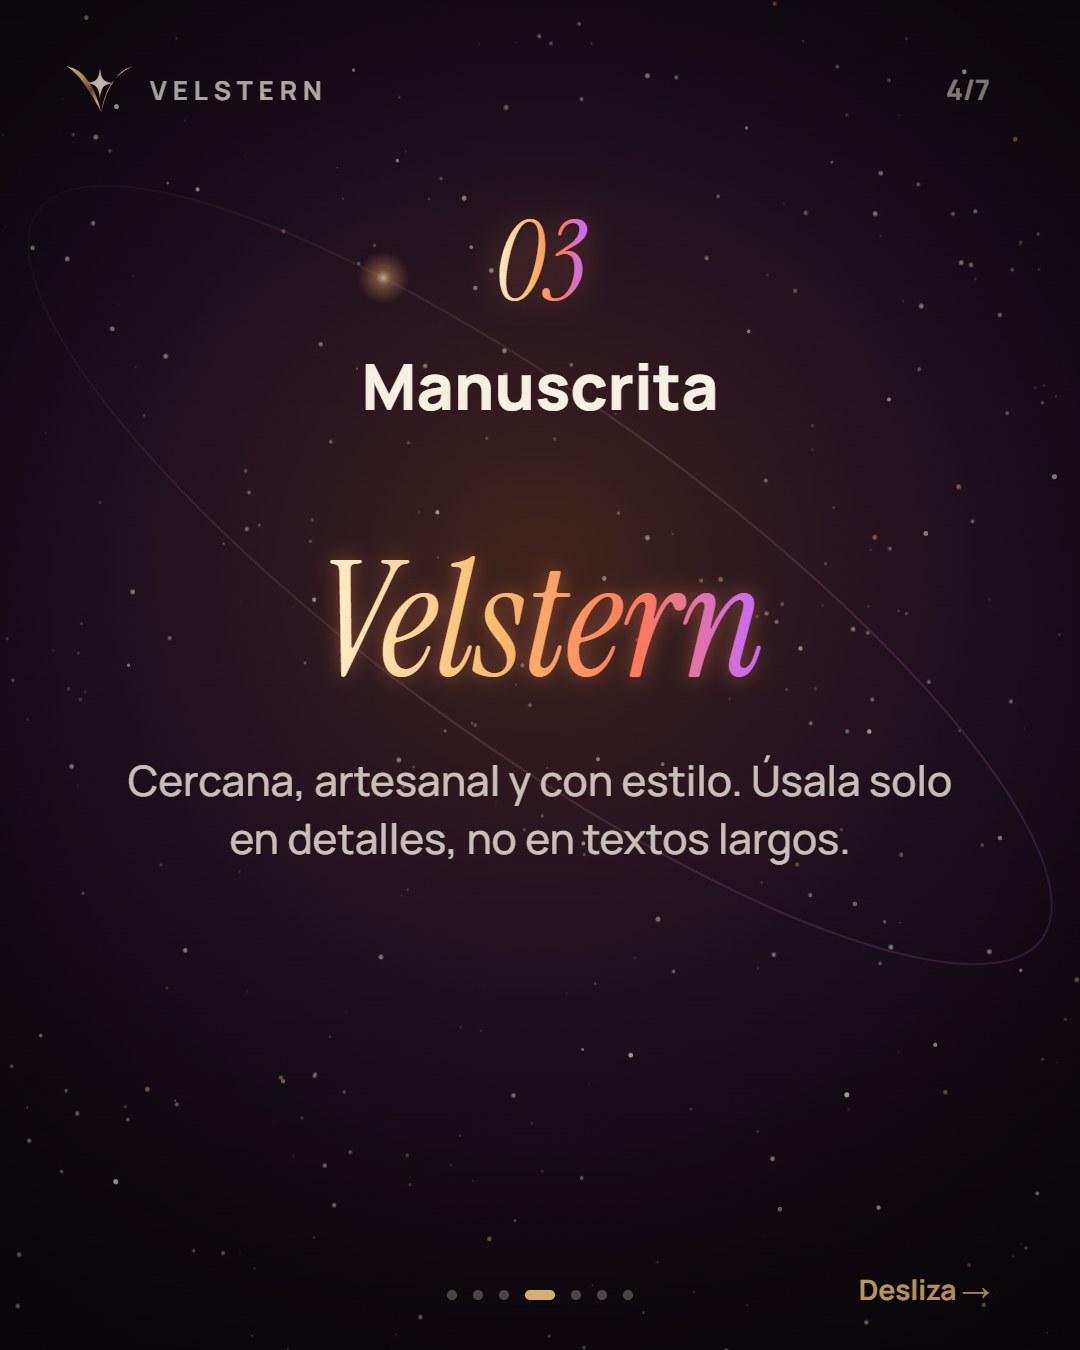 VELSTERN
4/7
03
Manuscrita
Velstern
Cercana, artesanal y con estilo. Úsala solo
en detalles, no en textos largos.
Desliza →